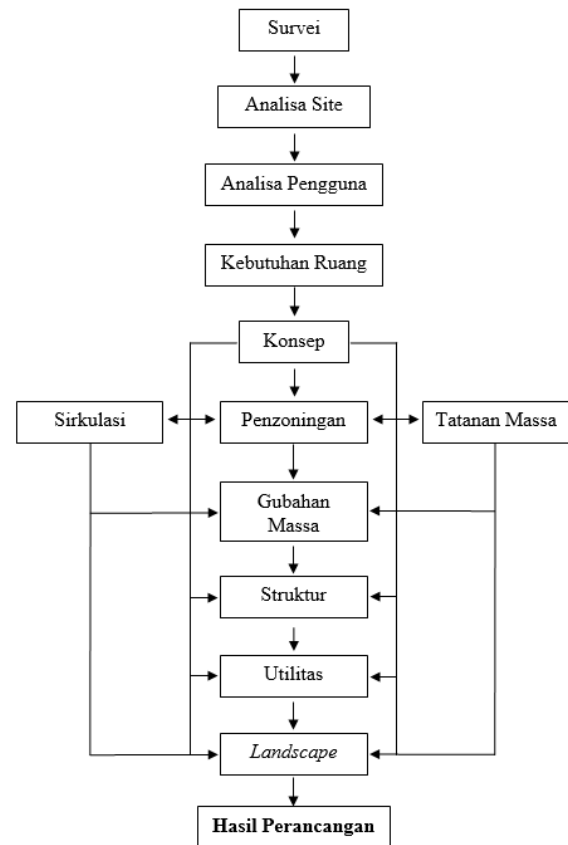 Survei
Analisa Site
Analisa Pengguna
Kebutuhan Ruang
Konsep
Sirkulasi
Penzoningan
Tatanan Massa
Gubahan
Massa
Struktur
Utilitas
Landscape
Hasil Perancangan